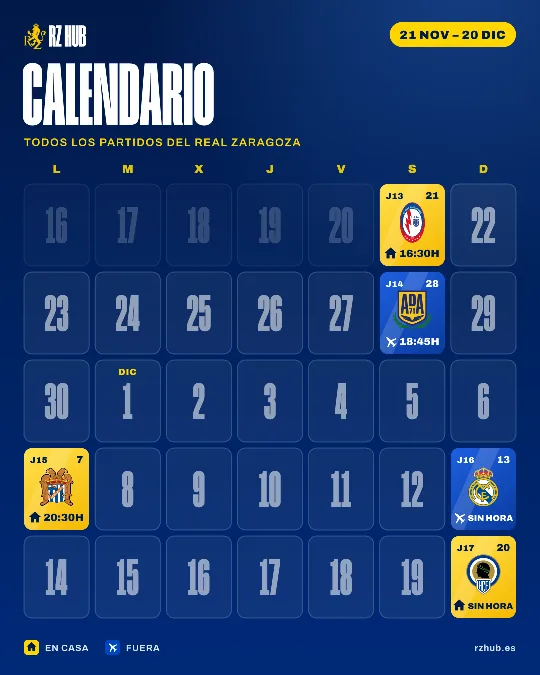 RZ HUB
21 NOV – 20 DIC
CALENDARIO
TODOS LOS PARTIDOS DEL REAL ZARAGOZA
L M X J V S D
16 17 18 19 20 J13 21 22
16:30H
23 24 25 26 27 J14 28 29
ADA
18:45H
DIC
30 1 2 3 4 5 6
J15 7 8 9 10 11 12 J16 13
20:30H SIN HORA
14 15 16 17 18 19 J17 20
SIN HORA
EN CASA FUERA rzhub.es